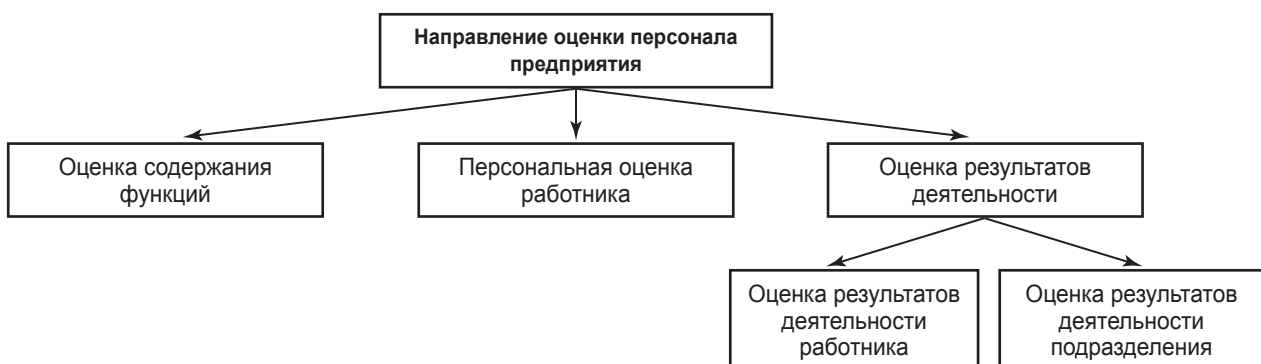 Направление оценки персонала
предприятия
Оценка содержания
функций
Персональная оценка
работника
Оценка результатов
деятельности
Оценка результатов
деятельности
работника
Оценка результатов
деятельности
подразделения